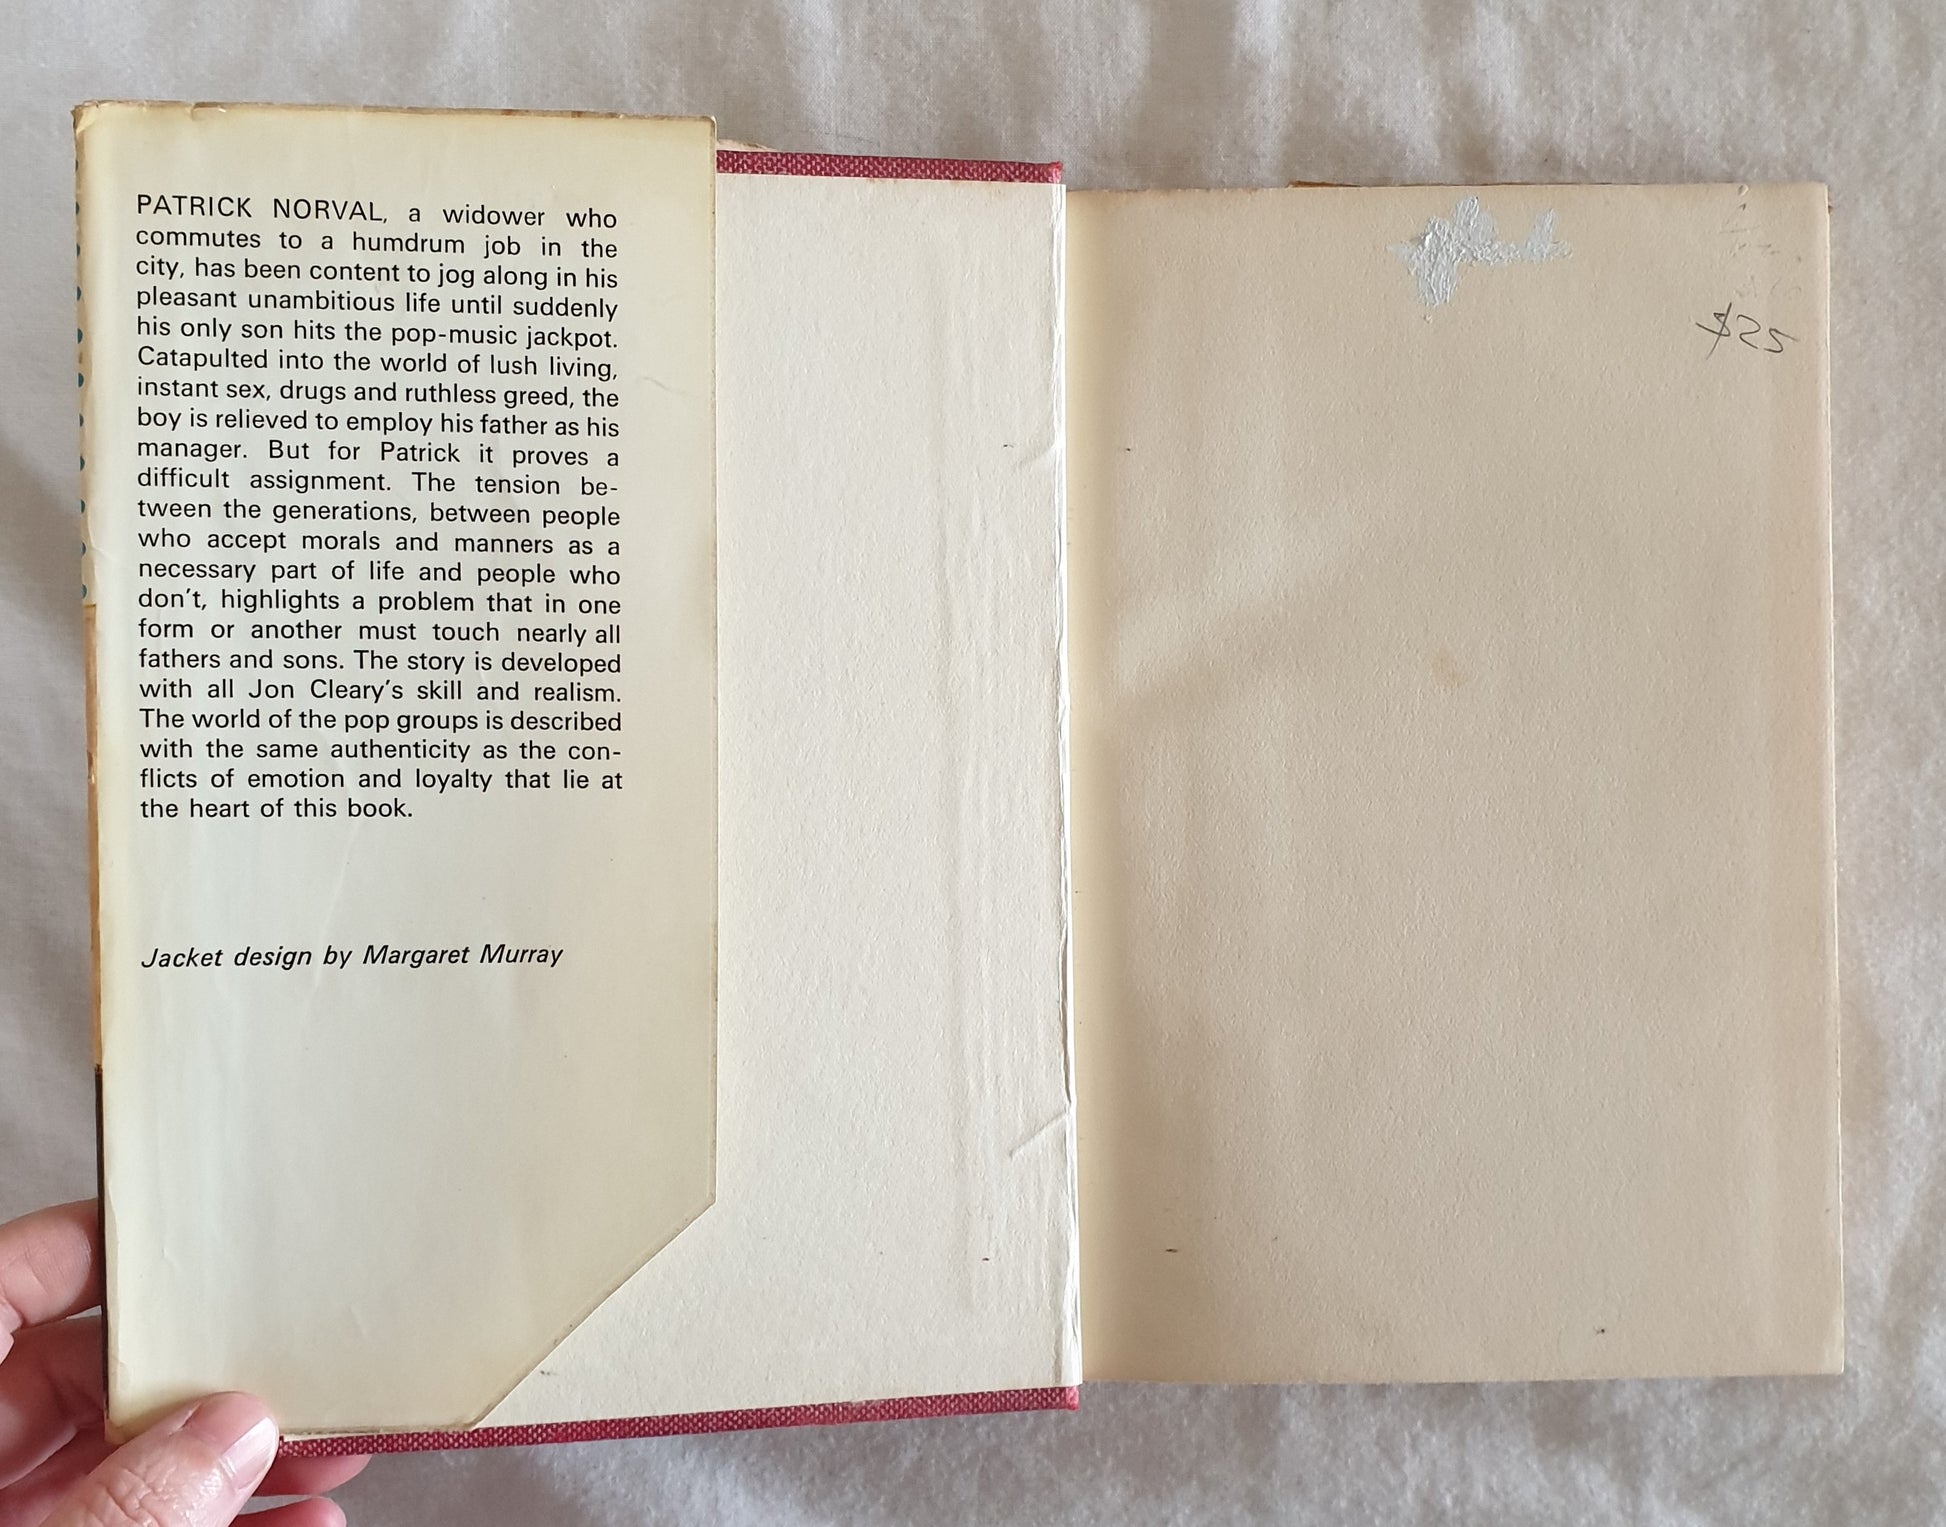 PATRICK NORVAL, a widower who
commutes to a humdrum job in the
city, has been content to jog along in his
pleasant unambitious life until suddenly
his only son hits the pop-music jackpot.
Catapulted into the world of lush living,
instant sex, drugs and ruthless greed, the
boy is relieved to employ his father as his
manager. But for Patrick it proves a
difficult assignment. The tension be-
tween the generations, between people
who accept morals and manners as a
necessary part of life and people who
don't, highlights a problem that in one
form or another must touch nearly all
fathers and sons. The story is developed
with all Jon Cleary's skill and realism.
The world of the pop groups is described
with the same authenticity as the con-
flicts of emotion and loyalty that lie at
the heart of this book.
Jacket design by Margaret Murray
$25